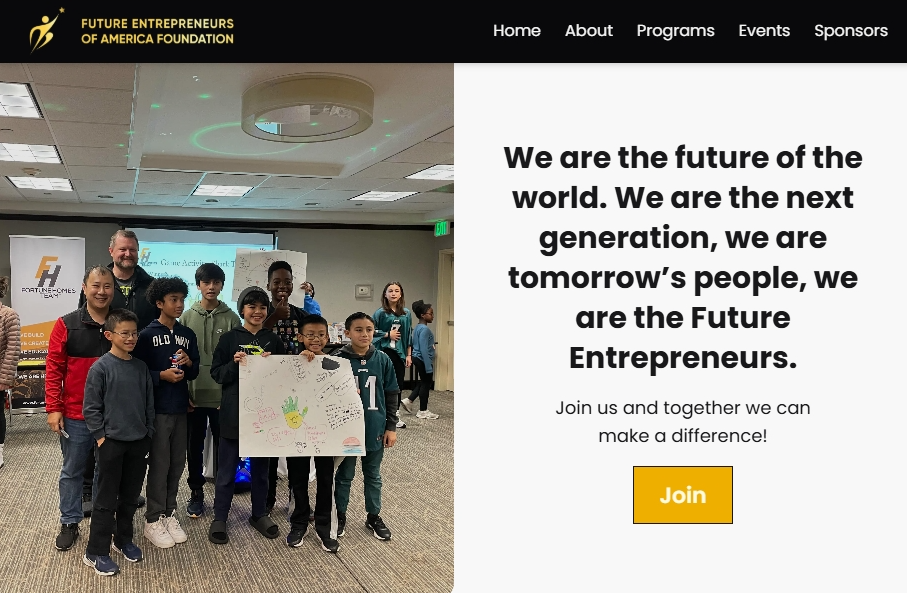 FUTURE ENTREPRENEURS
OF AMERICA FOUNDATION
Home About Programs Events Sponsors
We are the future of the
world. We are the next
generation, we are
tomorrow’s people, we
are the Future
Entrepreneurs.
Join us and together we can
make a difference!
Join
FH
FORTUNE HOMES
TEAM
OLD NAVY
1